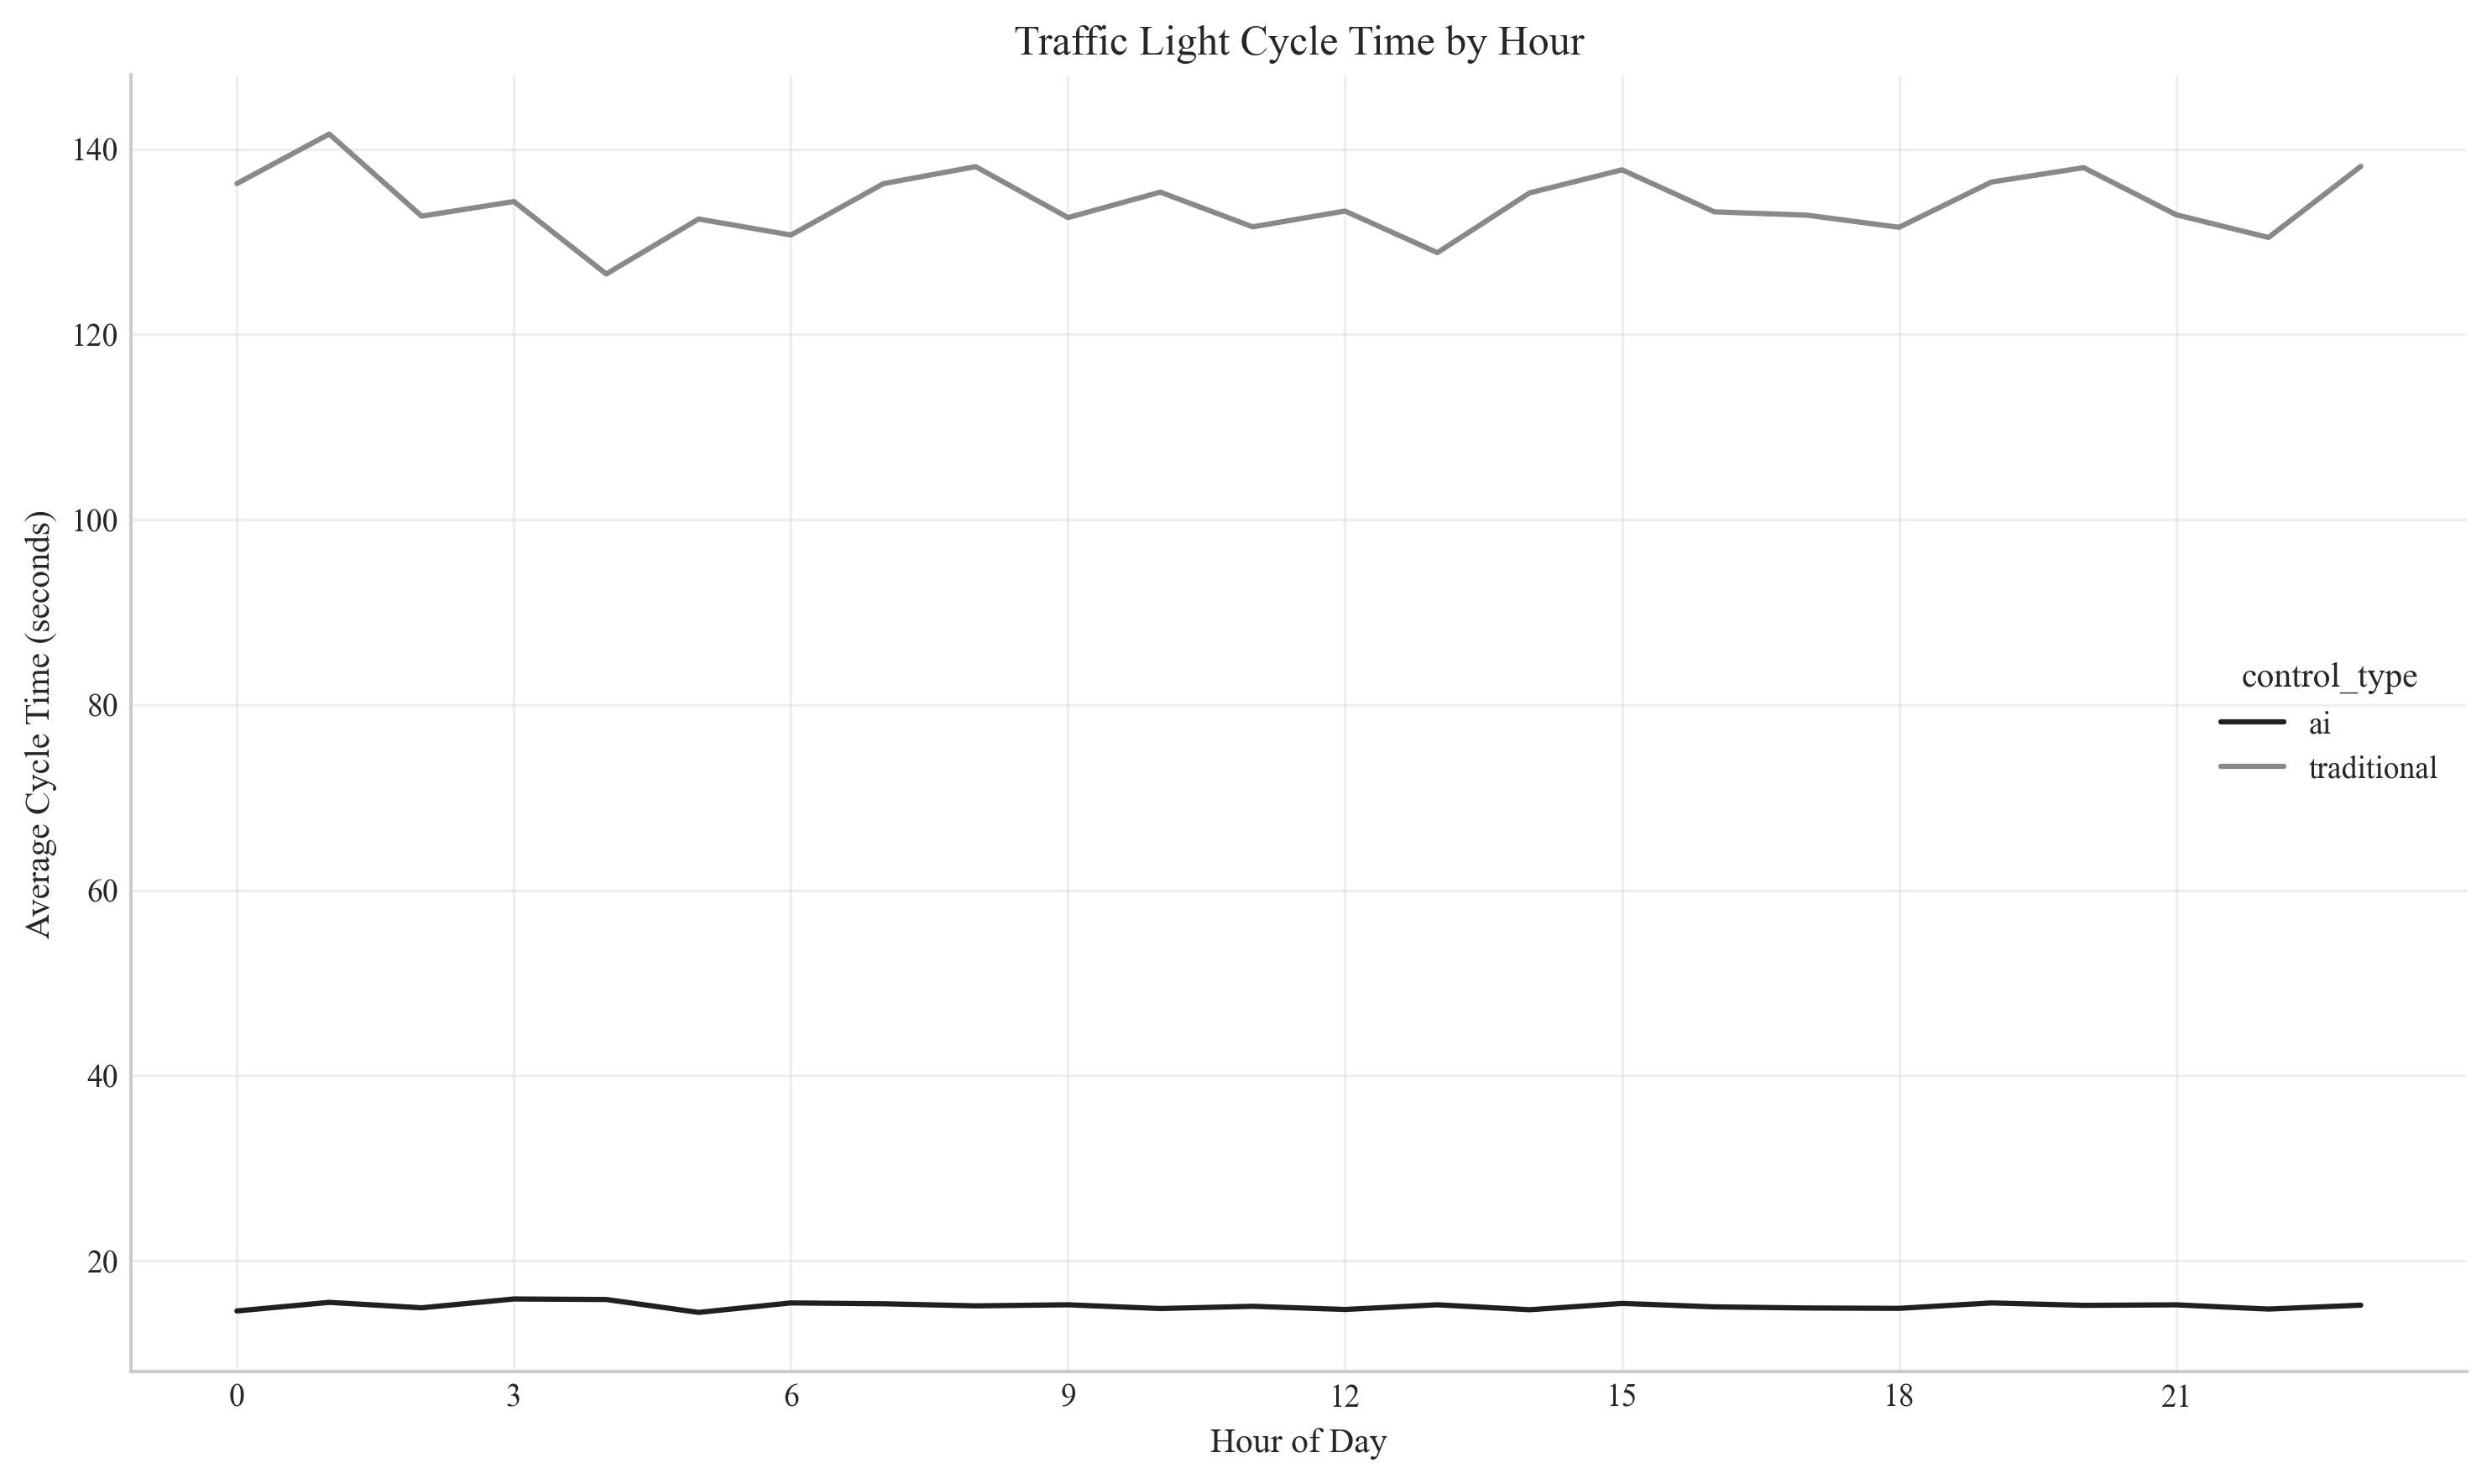 Traffic Light Cycle Time by Hour
Average Cycle Time (seconds)
140
120
100
80
60
40
20
control_type
ai
traditional
0 3 6 9 12 15 18 21
Hour of Day